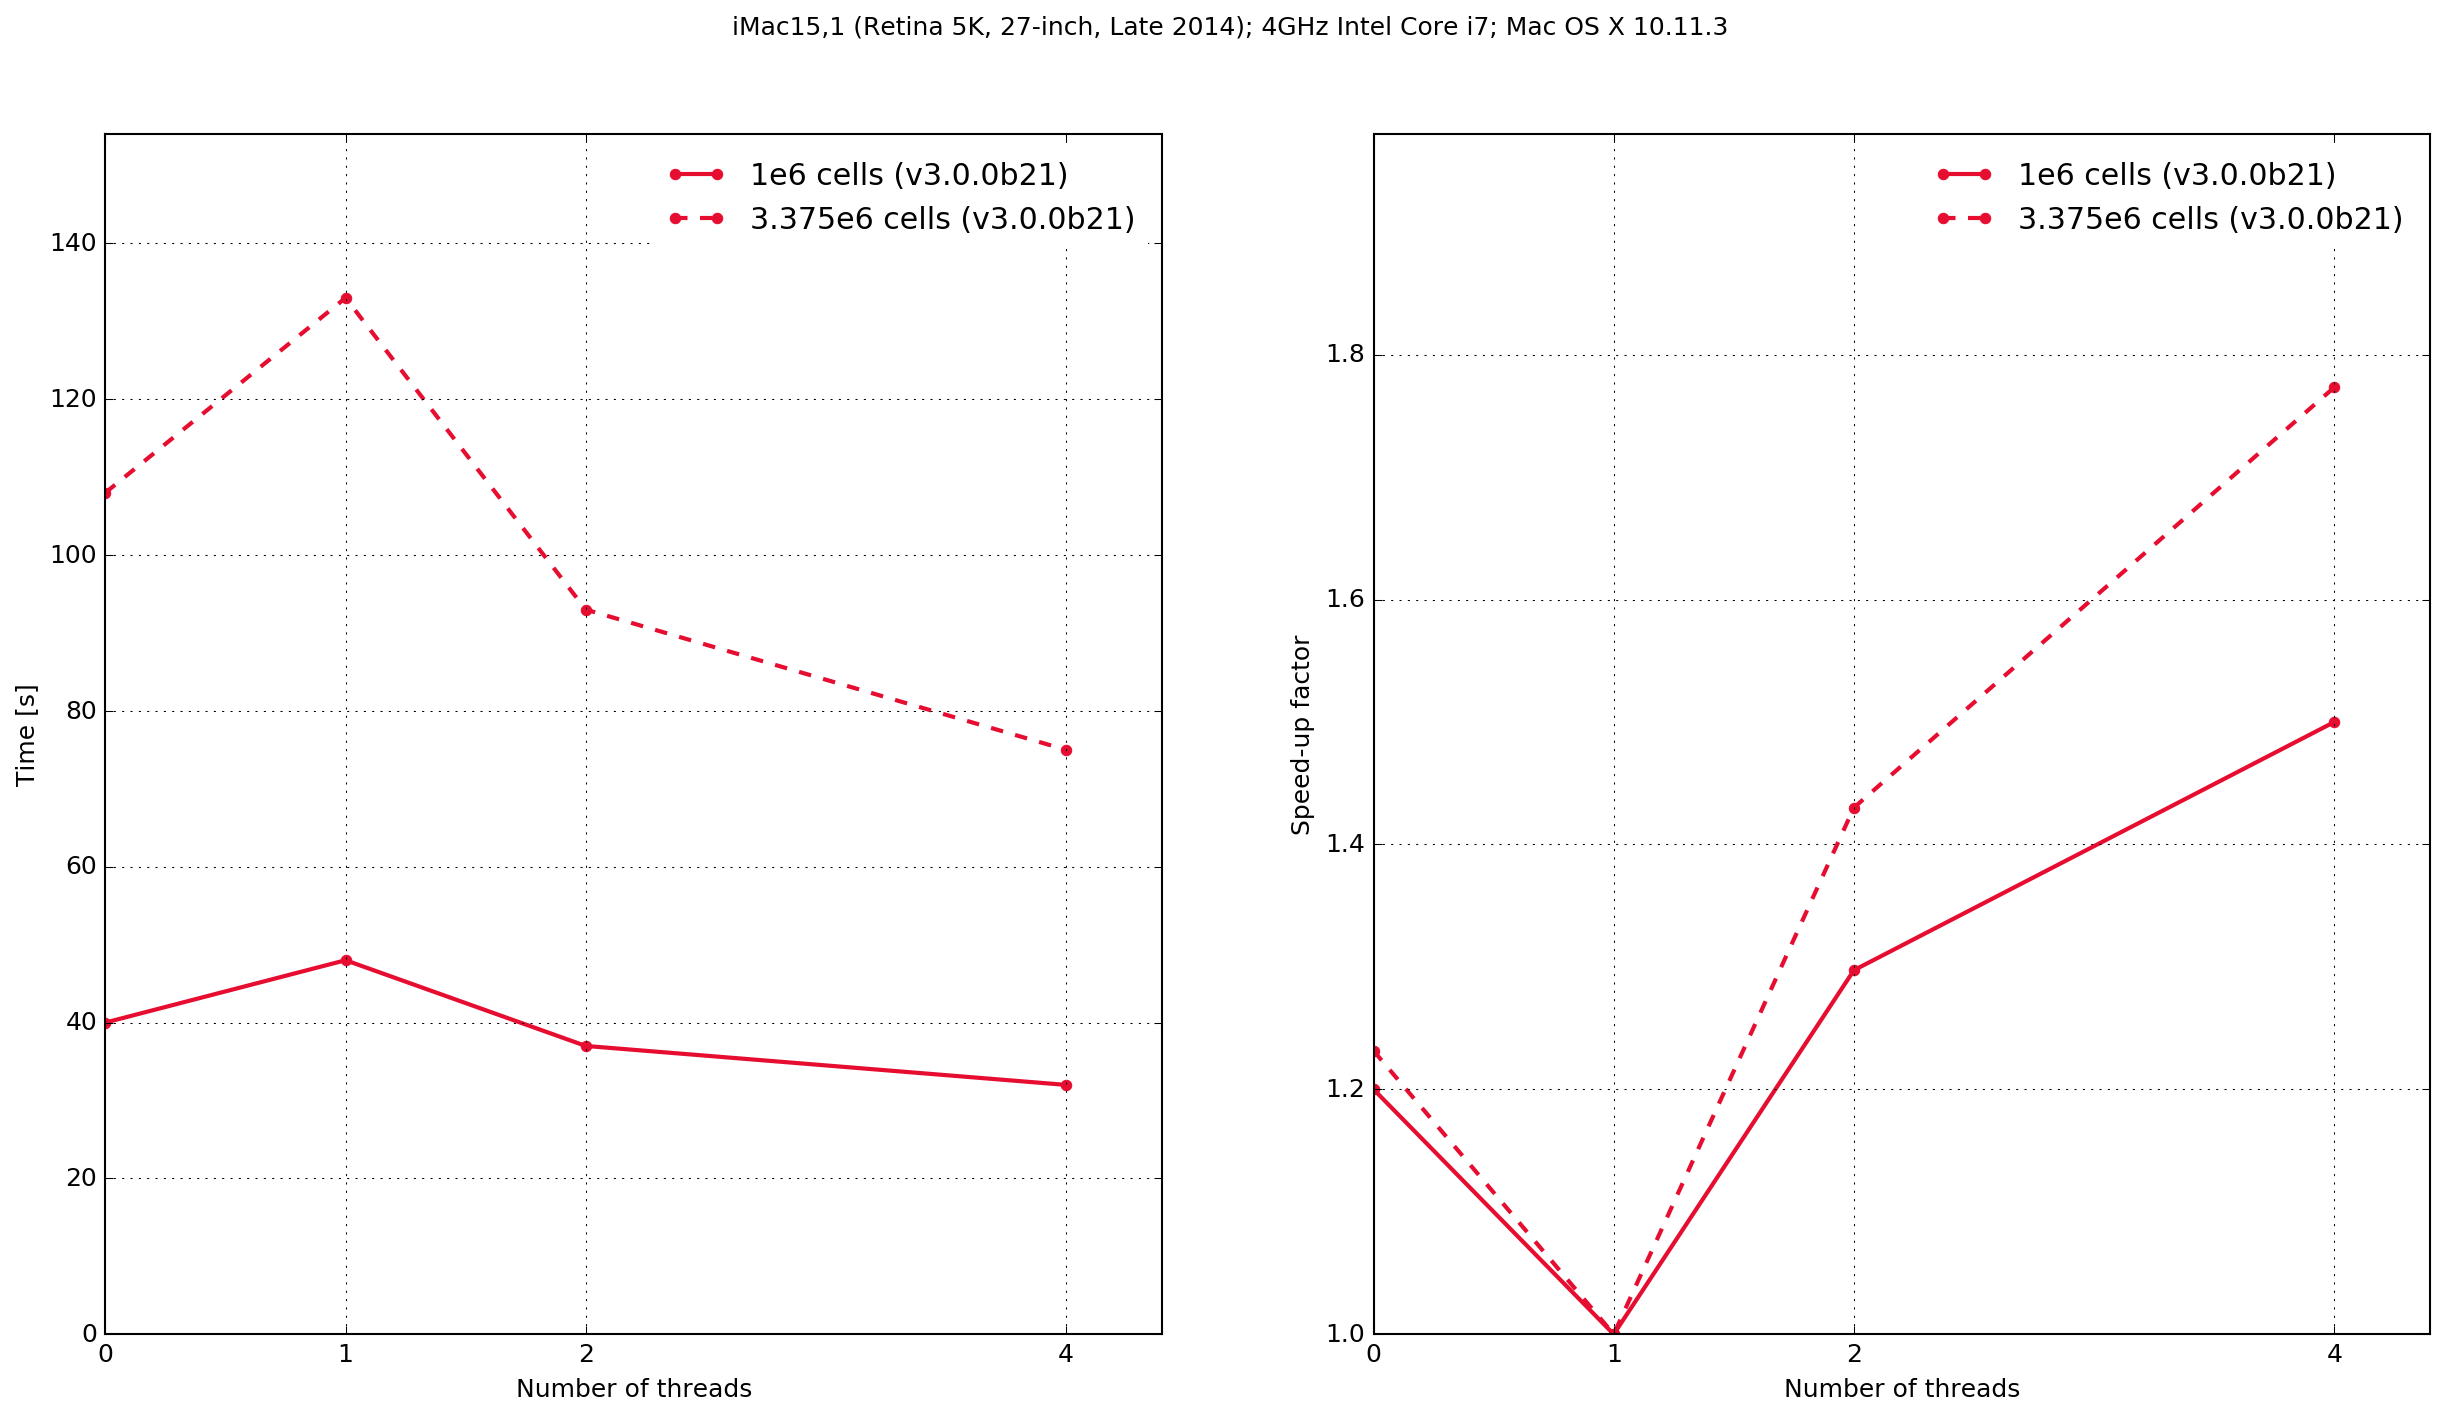 iMac15,1 (Retina 5K, 27-inch, Late 2014); 4GHz Intel Core i7; Mac OS X 10.11.3
1e6 cells (v3.0.0b21)
3.375e6 cells (v3.0.0b21)
140
120
100
80
60
40
20
0
Time [s]
0 1 2 4
Number of threads
1e6 cells (v3.0.0b21)
3.375e6 cells (v3.0.0b21)
1.8
1.6
1.4
1.2
1.0
Speed-up factor
0 1 2 4
Number of threads